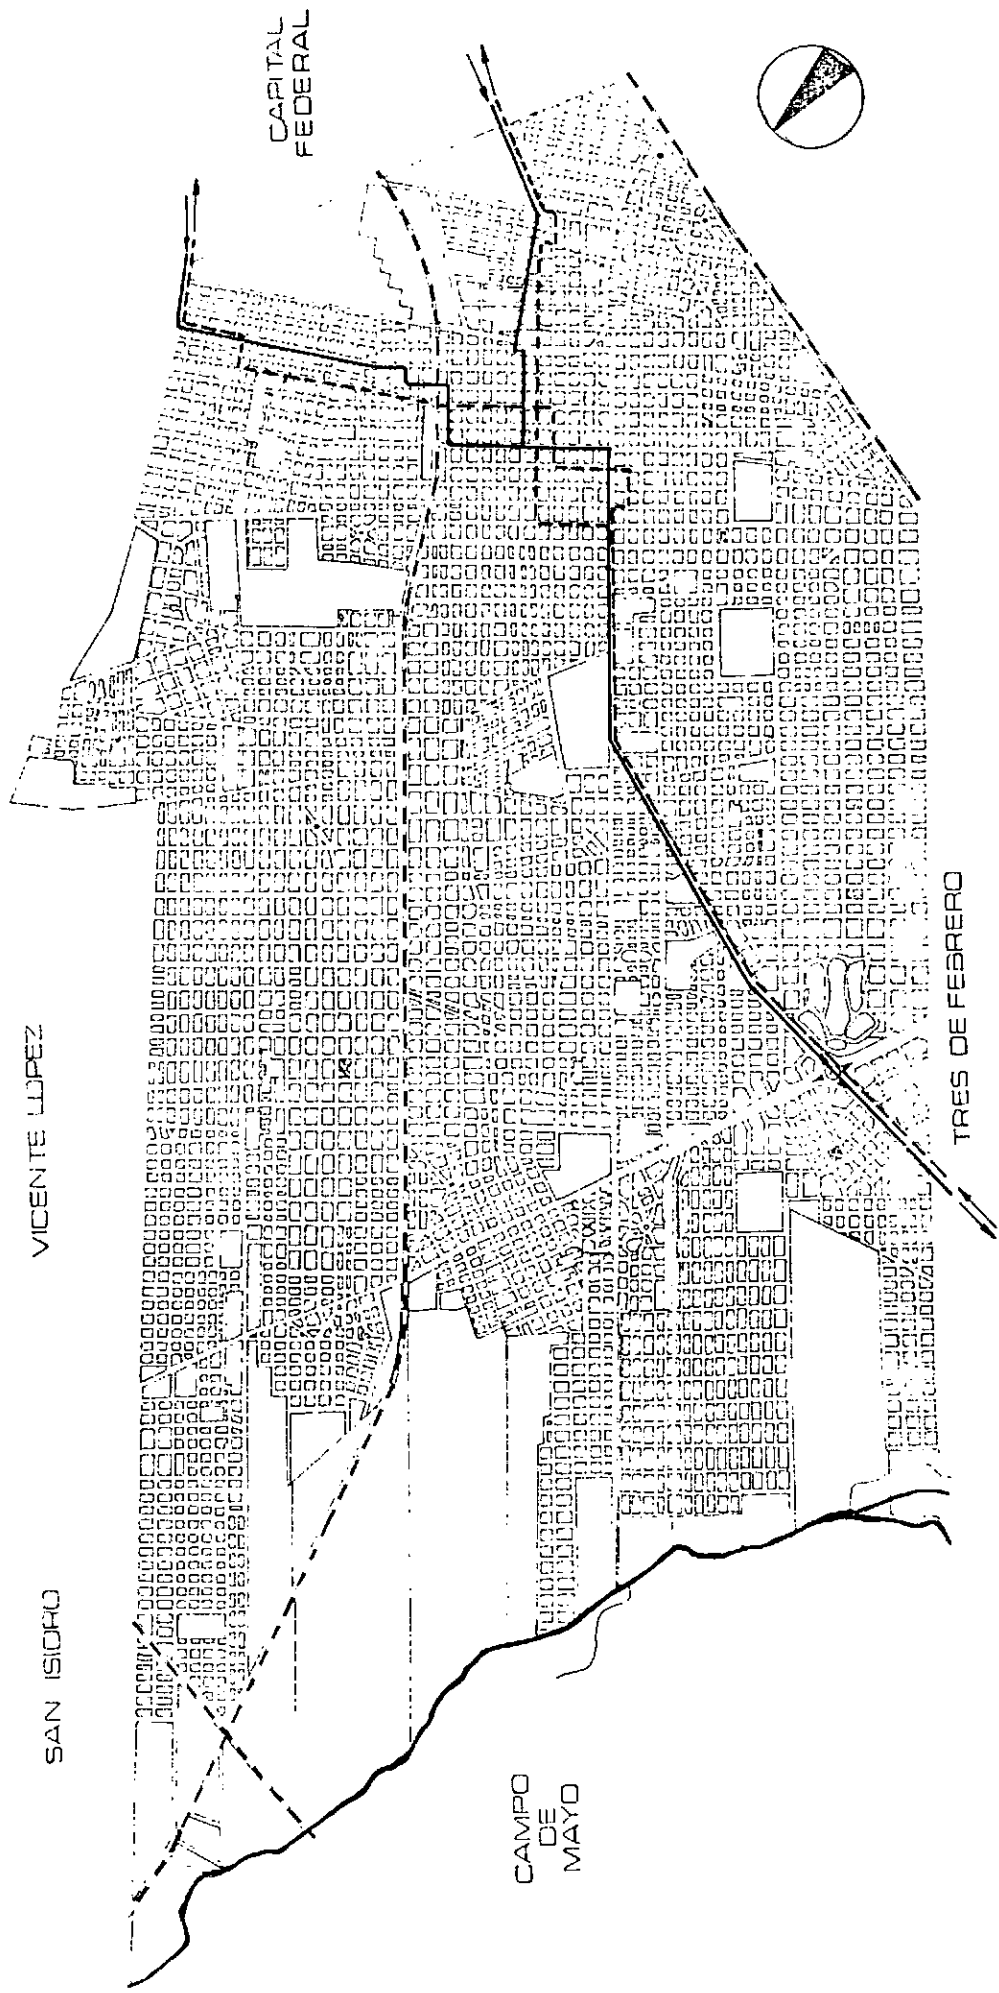 CAPITAL
FEDERAL
VICENTE LOPEZ
TRES DE FEBRERO
SAN ISIDRO
CAMPO
DE
MAYO